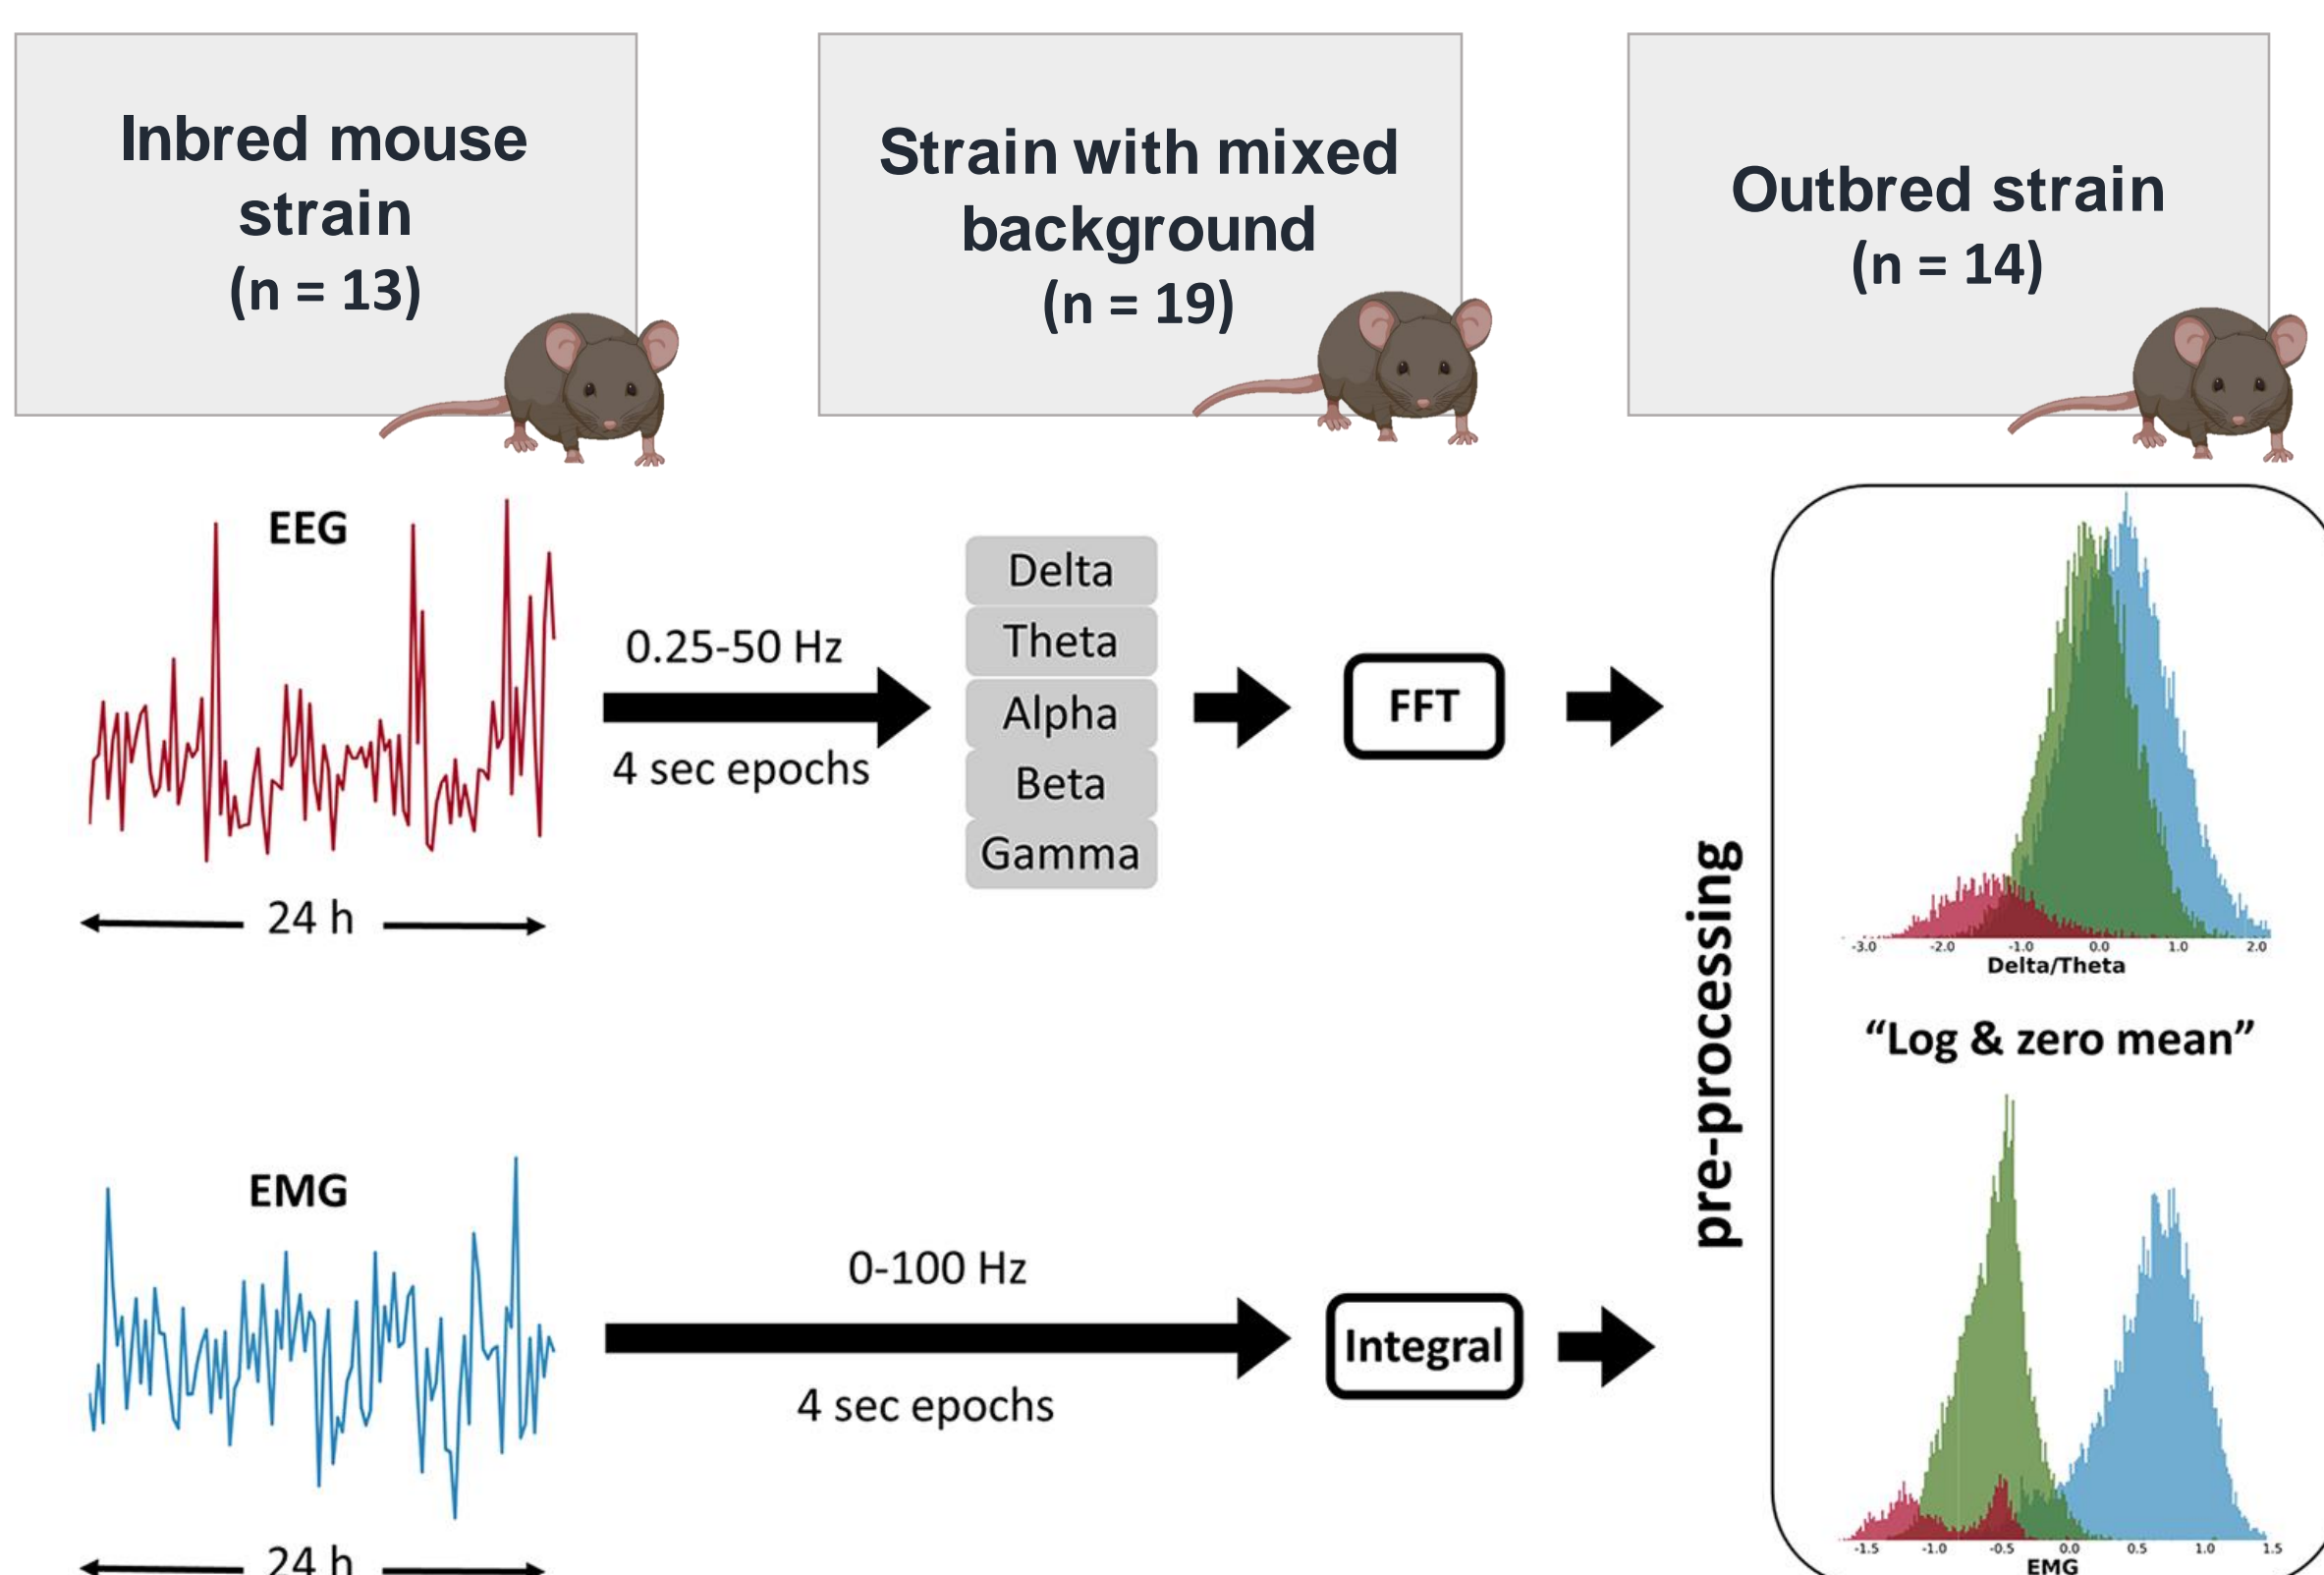 Inbred mouse
strain
(n = 13)
Strain with mixed
background
(n = 19)
Outbred strain
(n = 14)
EEG
0.25-50 Hz
4 sec epochs
24 h
Delta
Theta
Alpha
Beta
Gamma
FFT
pre-processing
-3.0 -2.0 -1.0 0.0 1.0 2.0
Delta/Theta
“Log & zero mean”
EMG
0-100 Hz
4 sec epochs
24 h
Integral
-1.5 -1.0 -0.5 0.0 0.5 1.0 1.5
EMG